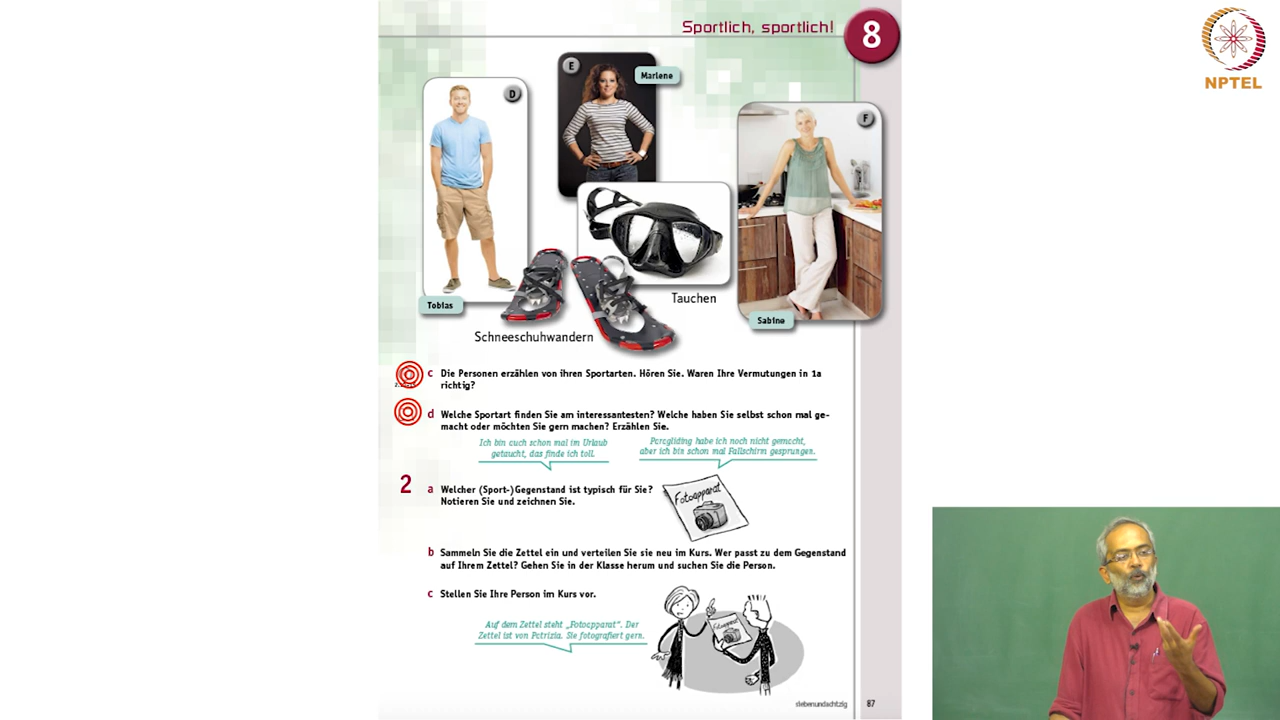 Sportlich, sportlich!
8
NPTEL
D
E
Marlene
F
Tobias
Tauchen
Sabine
Schneeschuhwandern
c Die Personen erzählen von ihren Sportarten. Hören Sie. Waren Ihre Vermutungen in 1a
richtig?
d Welche Sportart finden Sie am interessantesten? Welche haben Sie selbst schon mal ge-
macht oder möchten Sie gern machen? Erzählen Sie.
Ich bin auch schon mal im Urlaub
getaucht, das finde ich toll.
Paragliding habe ich noch nicht gemacht,
aber ich bin schon mal Fallschirm gesprungen.
2 a Welcher (Sport-)Gegenstand ist typisch für Sie?
Notieren Sie und zeichnen Sie.
Fotoapparat
b Sammeln Sie die Zettel ein und verteilen Sie sie neu im Kurs. Wer passt zu dem Gegenstand
auf Ihrem Zettel? Gehen Sie in der Klasse herum und suchen Sie die Person.
c Stellen Sie Ihre Person im Kurs vor.
Auf dem Zettel steht „Fotoapparat“. Der
Zettel ist von Patrizia. Sie fotografiert gern.
Fotoapparat
siebenundachtzig 87